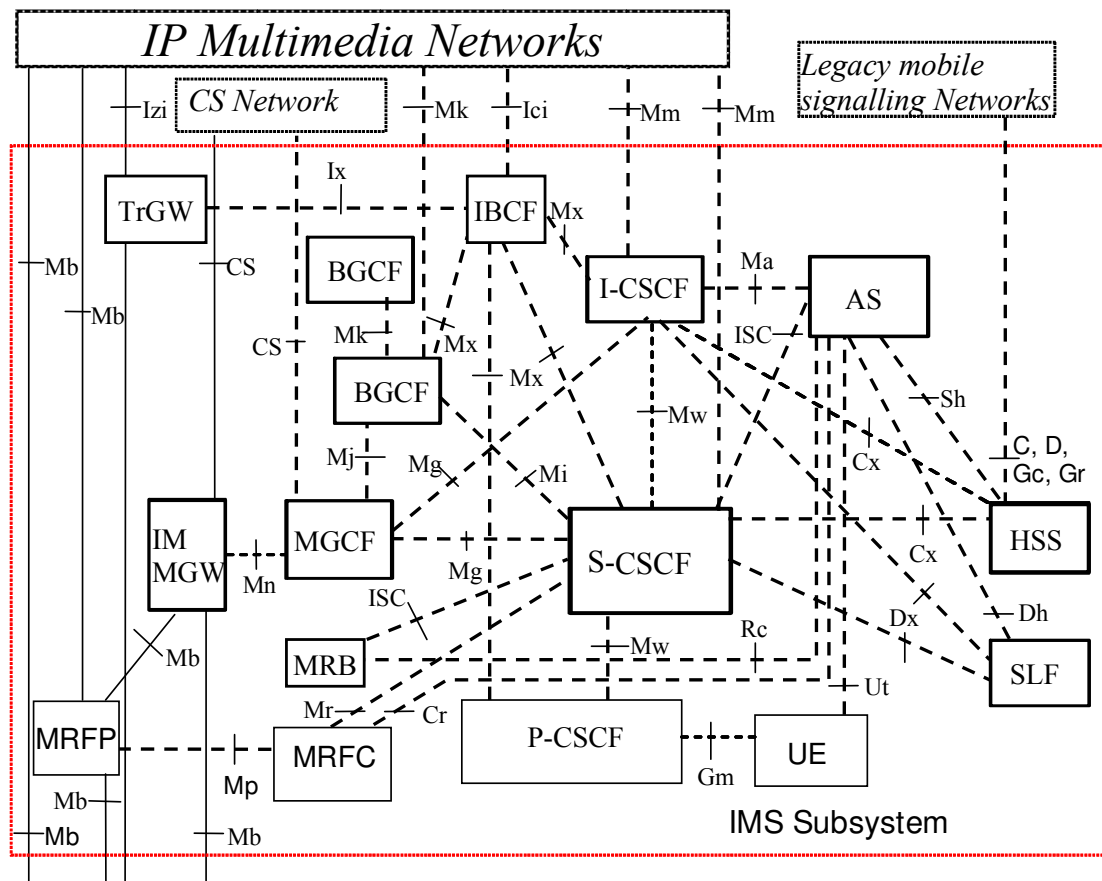 IP Multimedia Networks
Legacy mobile
signalling Networks
CS Network
Izi
Mk
Ici
Mm
Mm
Ix
TrGW
IBCF
Mx
Mb
CS
BGCF
I-CSCF
Ma
AS
Mb
Mk
Mx
ISC
CS
Mx
BGCF
Sh
Mw
Cx
C, D,
Gc, Gr
Mj
Mg
Mi
IM
MGW
MGCF
S-CSCF
HSS
Mn
Mg
Cx
ISC
Dx
Dh
Mb
MRB
Mw
Rc
SLF
Ut
Mr
Cr
MRFP
MRFC
P-CSCF
UE
Mp
Gm
Mb
IMS Subsystem
Mb
Mb